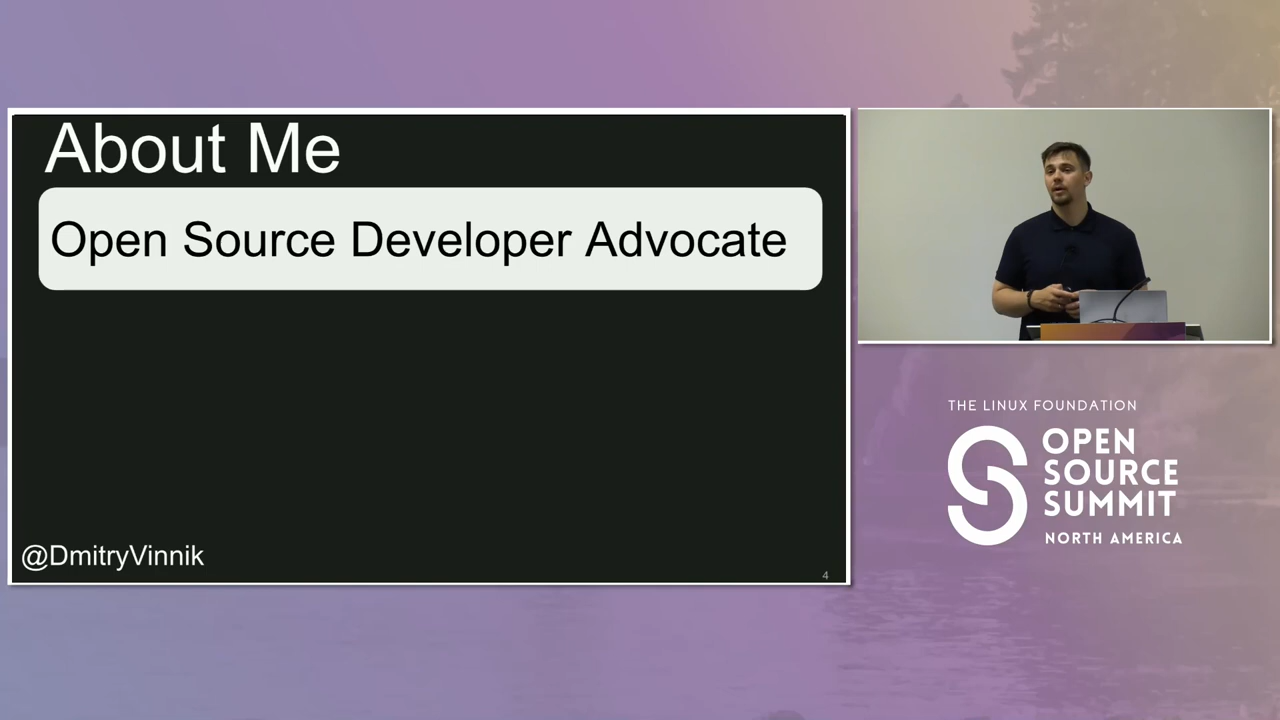 About Me
Open Source Developer Advocate
@DmitryVinnik
4
THE LINUX FOUNDATION
OPEN
SOURCE
SUMMIT
NORTH AMERICA